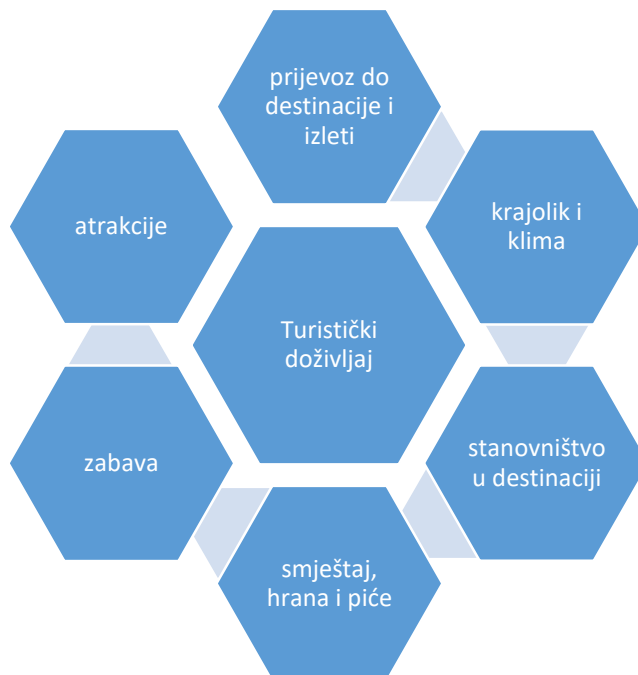 prijevoz do
destinacije i
izleti
krajolik i
klima
stanovništvo
u destinaciji
smještaj,
hrana i piće
zabava
atrakcije
Turistički
doživljaj